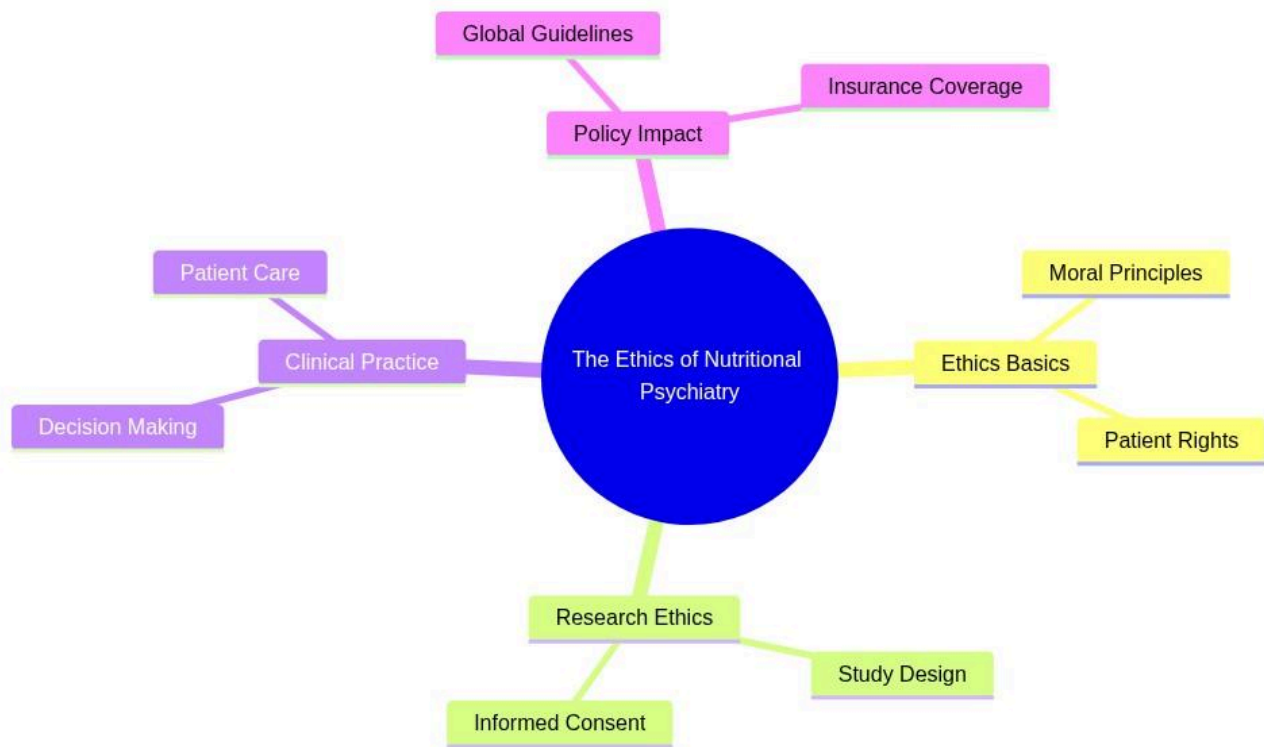 Global Guidelines
Insurance Coverage
Policy Impact
Patient Care
Moral Principles
Clinical Practice
The Ethics of Nutritional
Psychiatry
Ethics Basics
Decision Making
Patient Rights
Research Ethics
Study Design
Informed Consent